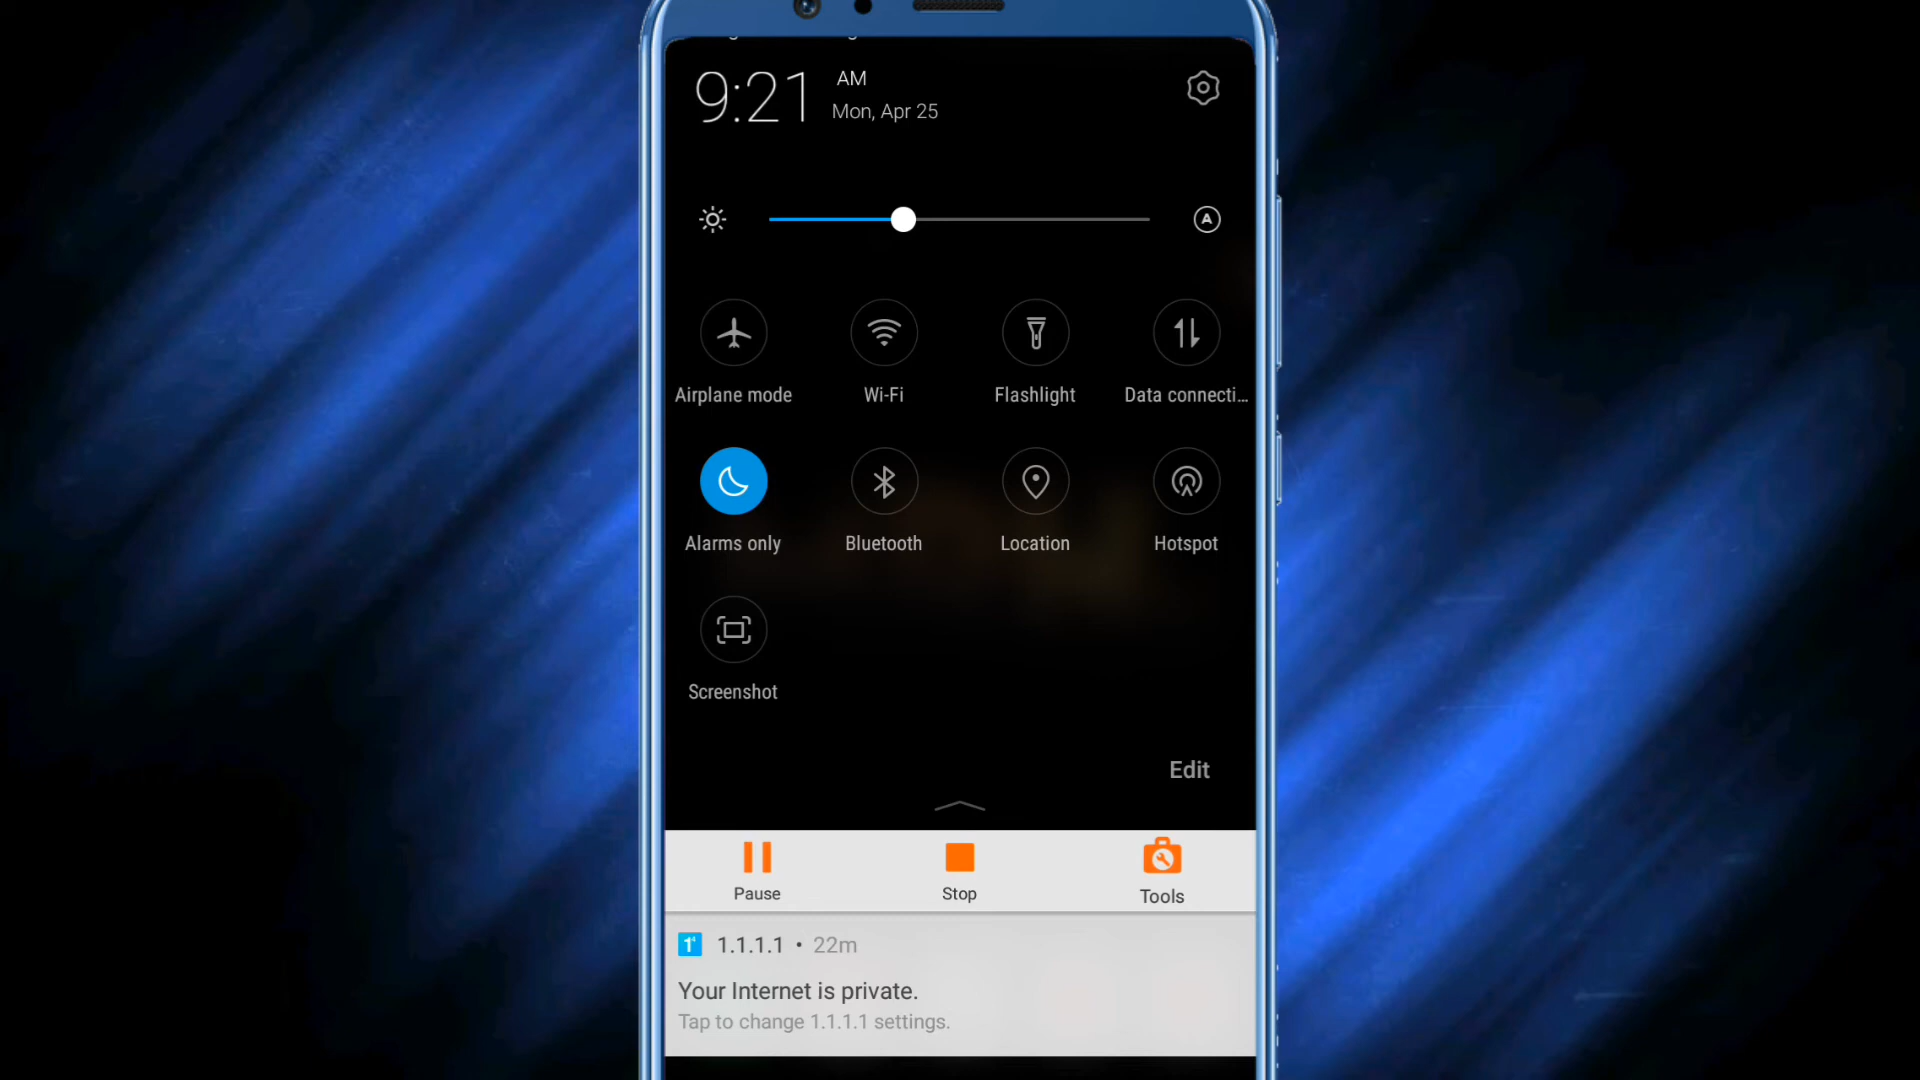 9:21 AM
Mon, Apr 25
A
Airplane mode Wi-Fi Flashlight Data connecti...
Alarms only Bluetooth Location Hotspot
Screenshot
Edit
Pause Stop Tools
1.1.1.1 • 22m
Your Internet is private.
Tap to change 1.1.1.1 settings.